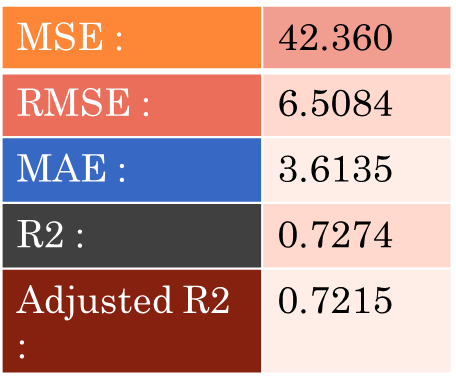 MSE : 42.360
RMSE : 6.5084
MAE : 3.6135
R2 : 0.7274
Adjusted R2 0.7215
: